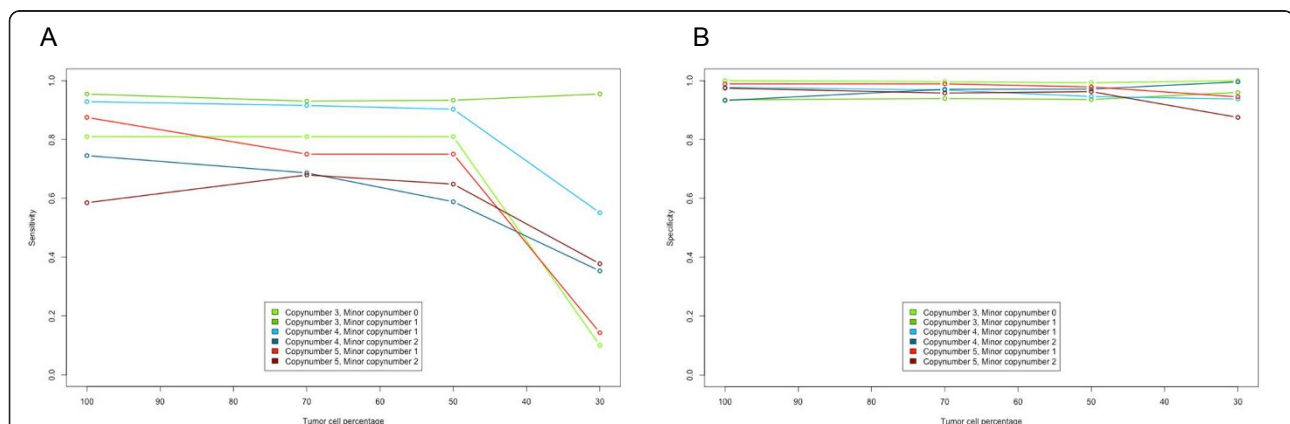 A
Sensitivity
1.0
0.8
0.6
0.4
0.2
0.0
Copynumber 3, Minor copynumber 0
Copynumber 3, Minor copynumber 1
Copynumber 4, Minor copynumber 1
Copynumber 4, Minor copynumber 2
Copynumber 5, Minor copynumber 1
Copynumber 5, Minor copynumber 2
100 90 80 70 60 50 40 30
Tumor cell percentage
B
Specificity
1.0
0.8
0.6
0.4
0.2
0.0
Copynumber 3, Minor copynumber 0
Copynumber 3, Minor copynumber 1
Copynumber 4, Minor copynumber 1
Copynumber 4, Minor copynumber 2
Copynumber 5, Minor copynumber 1
Copynumber 5, Minor copynumber 2
100 90 80 70 60 50 40 30
Tumor cell percentage